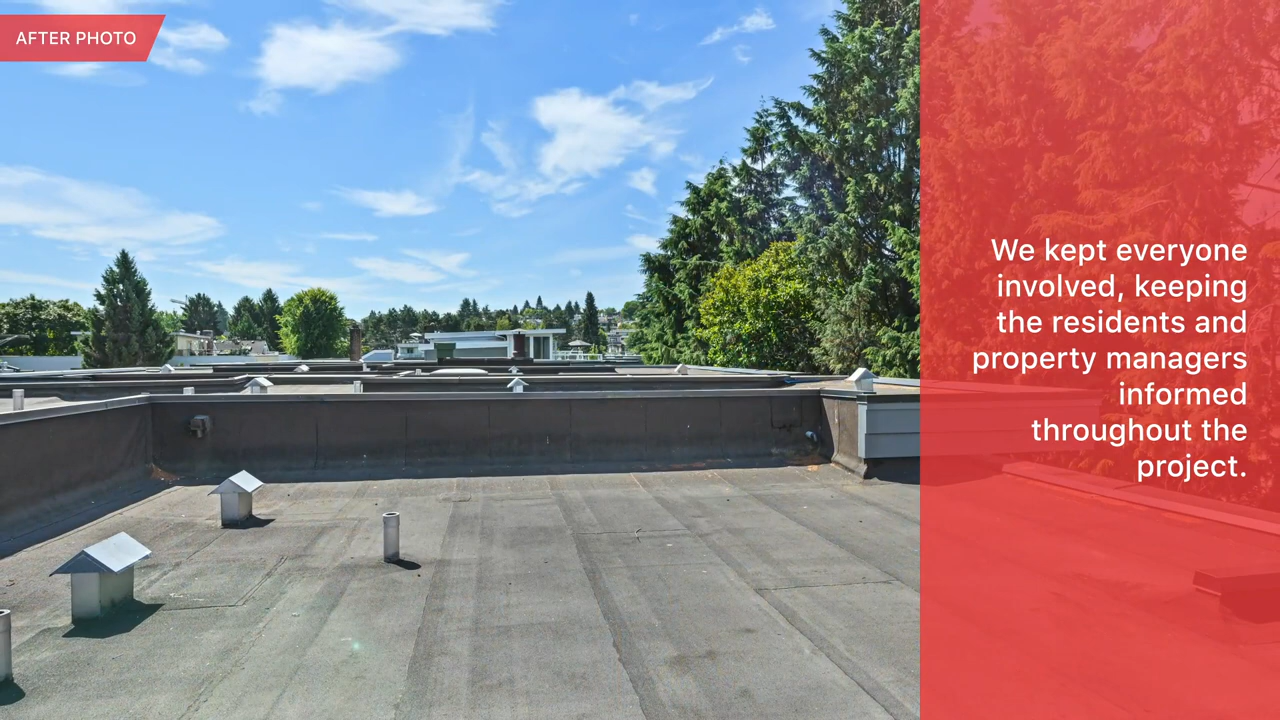 AFTER PHOTO
We kept everyone
involved, keeping
the residents and
property managers
informed
throughout the
project.